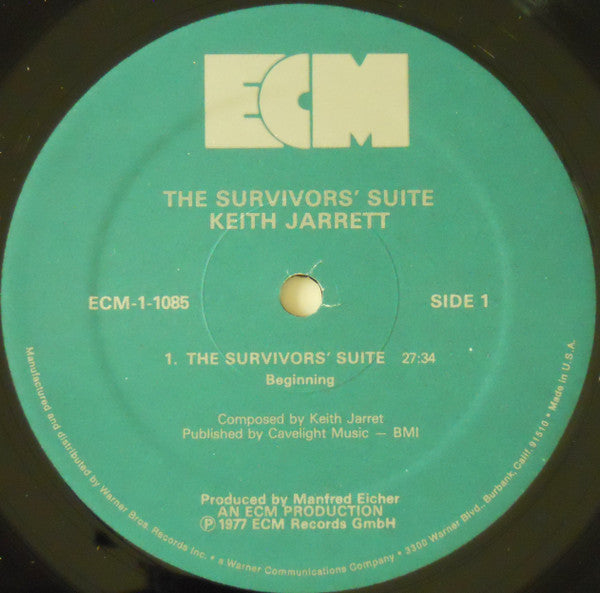 ECM
THE SURVIVORS' SUITE
KEITH JARRETT
ECM-1-1085
SIDE 1
1. THE SURVIVORS' SUITE 27:34
Beginning
Composed by Keith Jarret
Published by Cavelight Music — BMI
Produced by Manfred Eicher
AN ECM PRODUCTION
℗ 1977 ECM Records GmbH
Manufactured and distributed by Warner Bros. Records Inc. • a Warner Communications Company • 3300 Warner Blvd., Burbank, Calif. 91510 • Made in U.S.A.